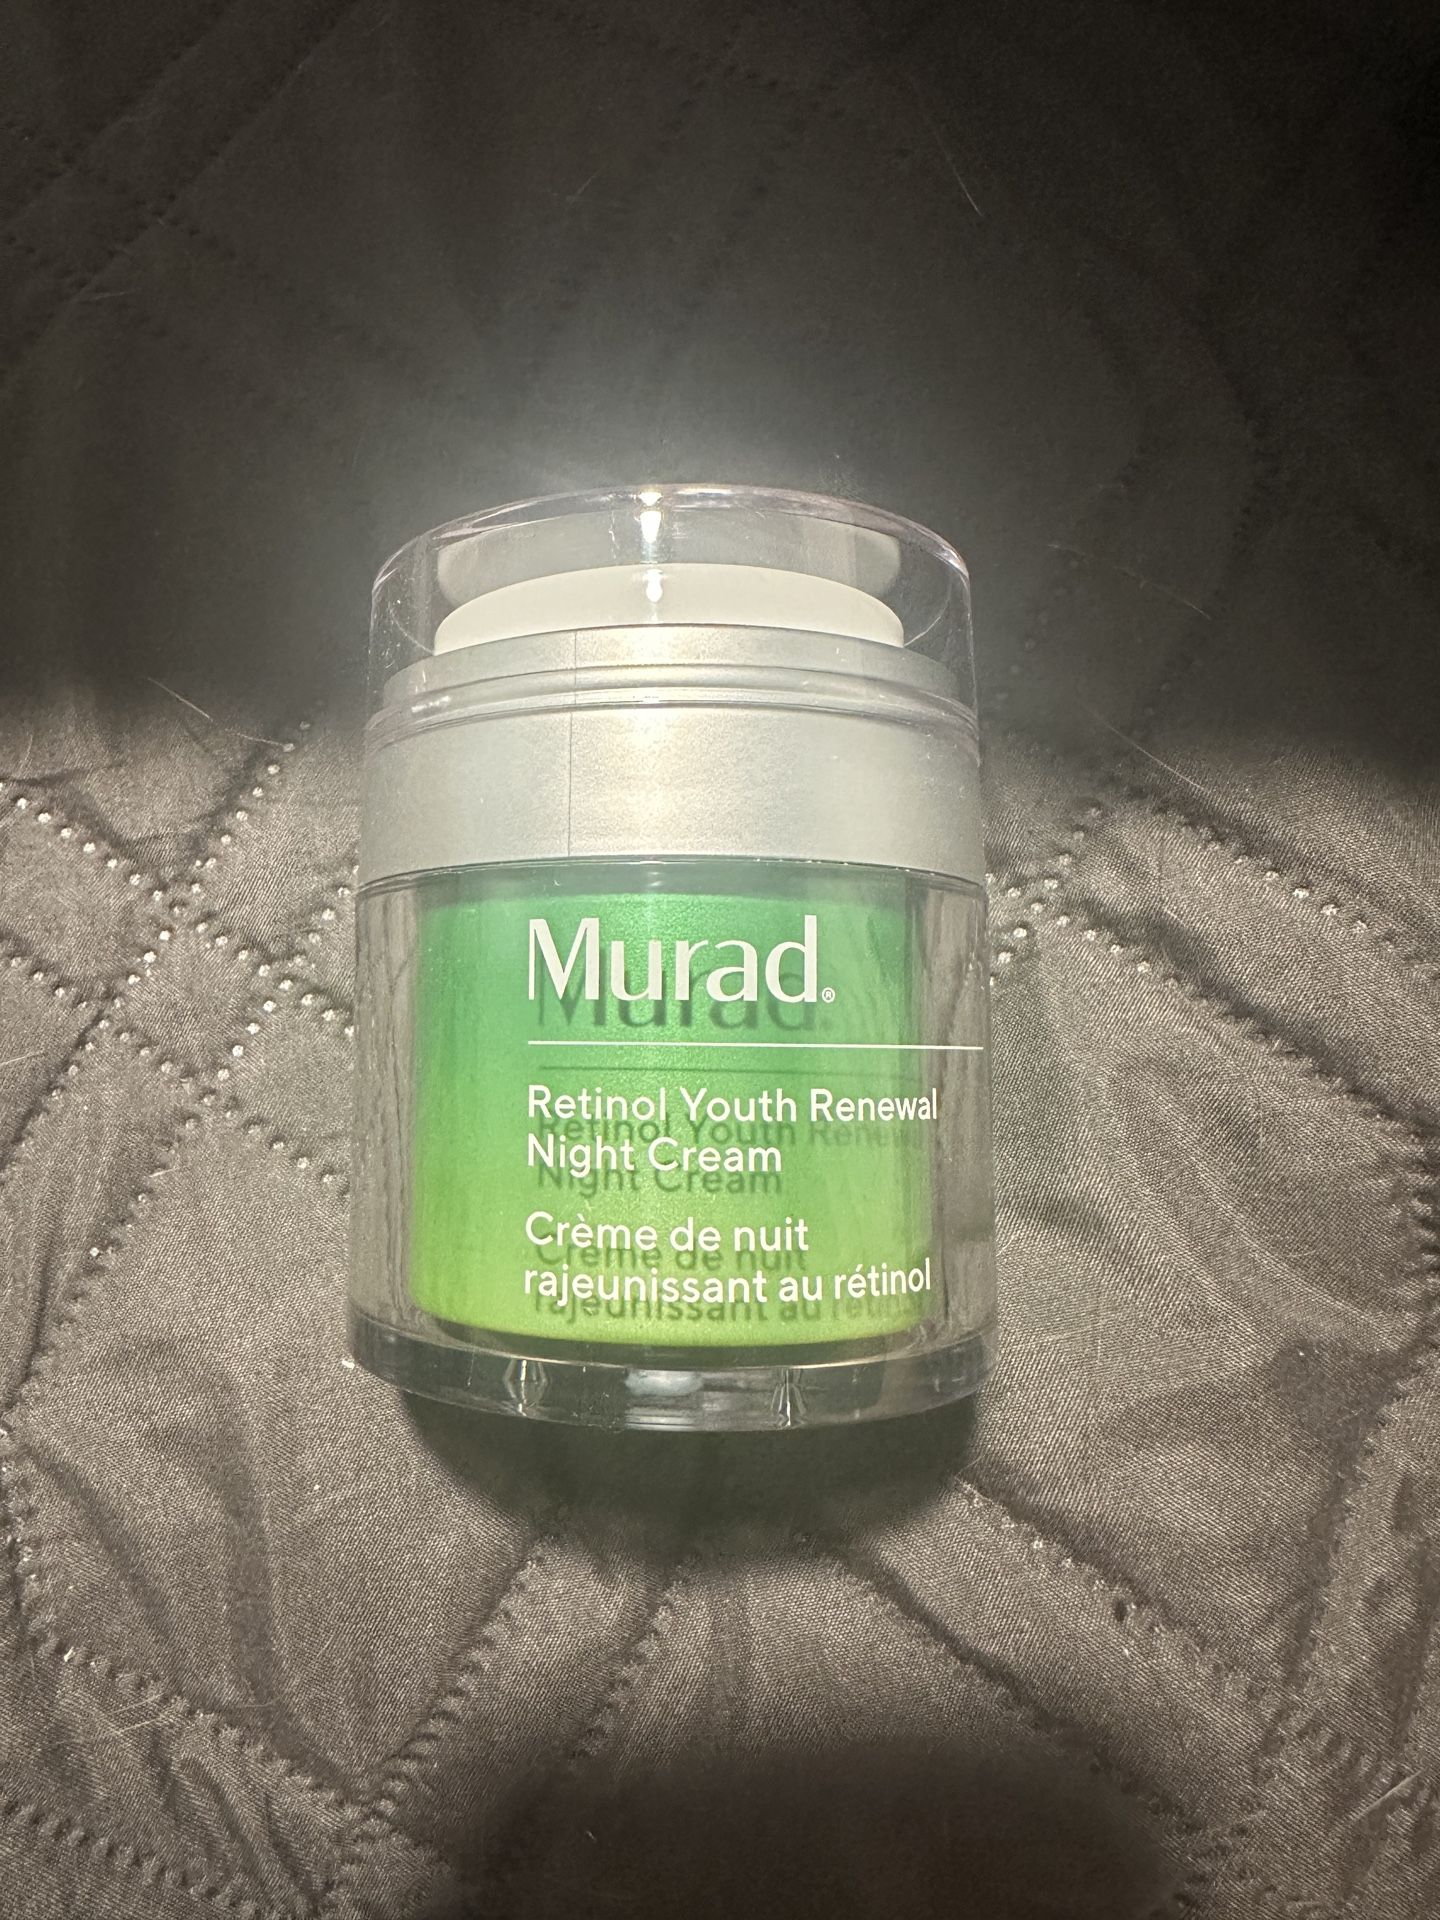 Murad®
Retinol Youth Renewal
Night Cream
Crème de nuit
rajeunissant au rétinol